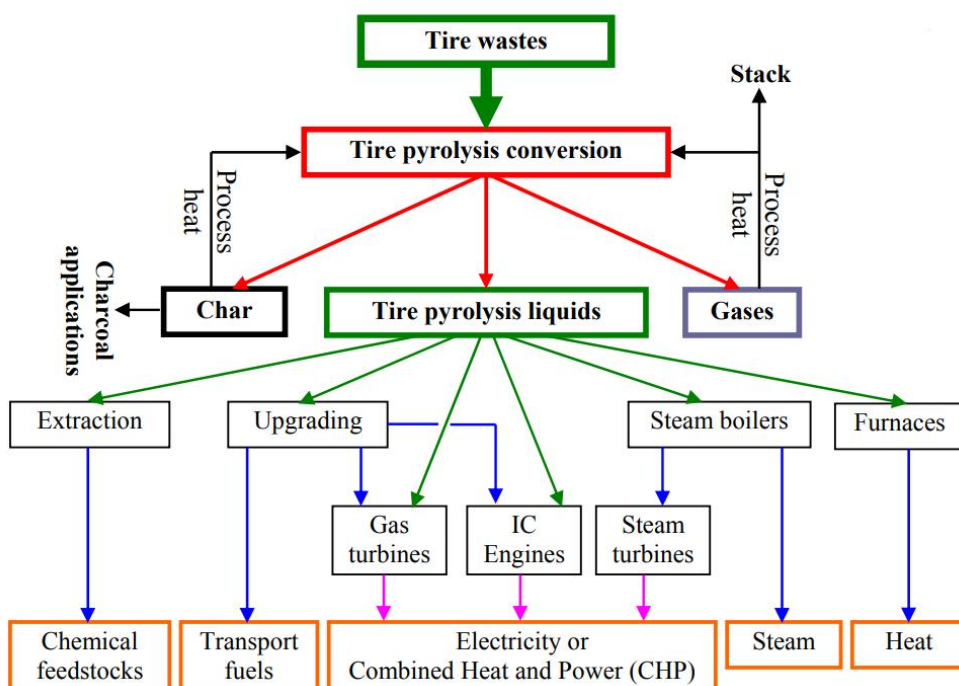 Tire wastes
Stack
Tire pyrolysis conversion
Process
heat
Process
heat
Charcoal
applications
Char
Tire pyrolysis liquids
Gases
Extraction
Upgrading
Steam boilers
Furnaces
Gas
turbines
IC
Engines
Steam
turbines
Chemical
feedstocks
Transport
fuels
Electricity or
Combined Heat and Power (CHP)
Steam
Heat